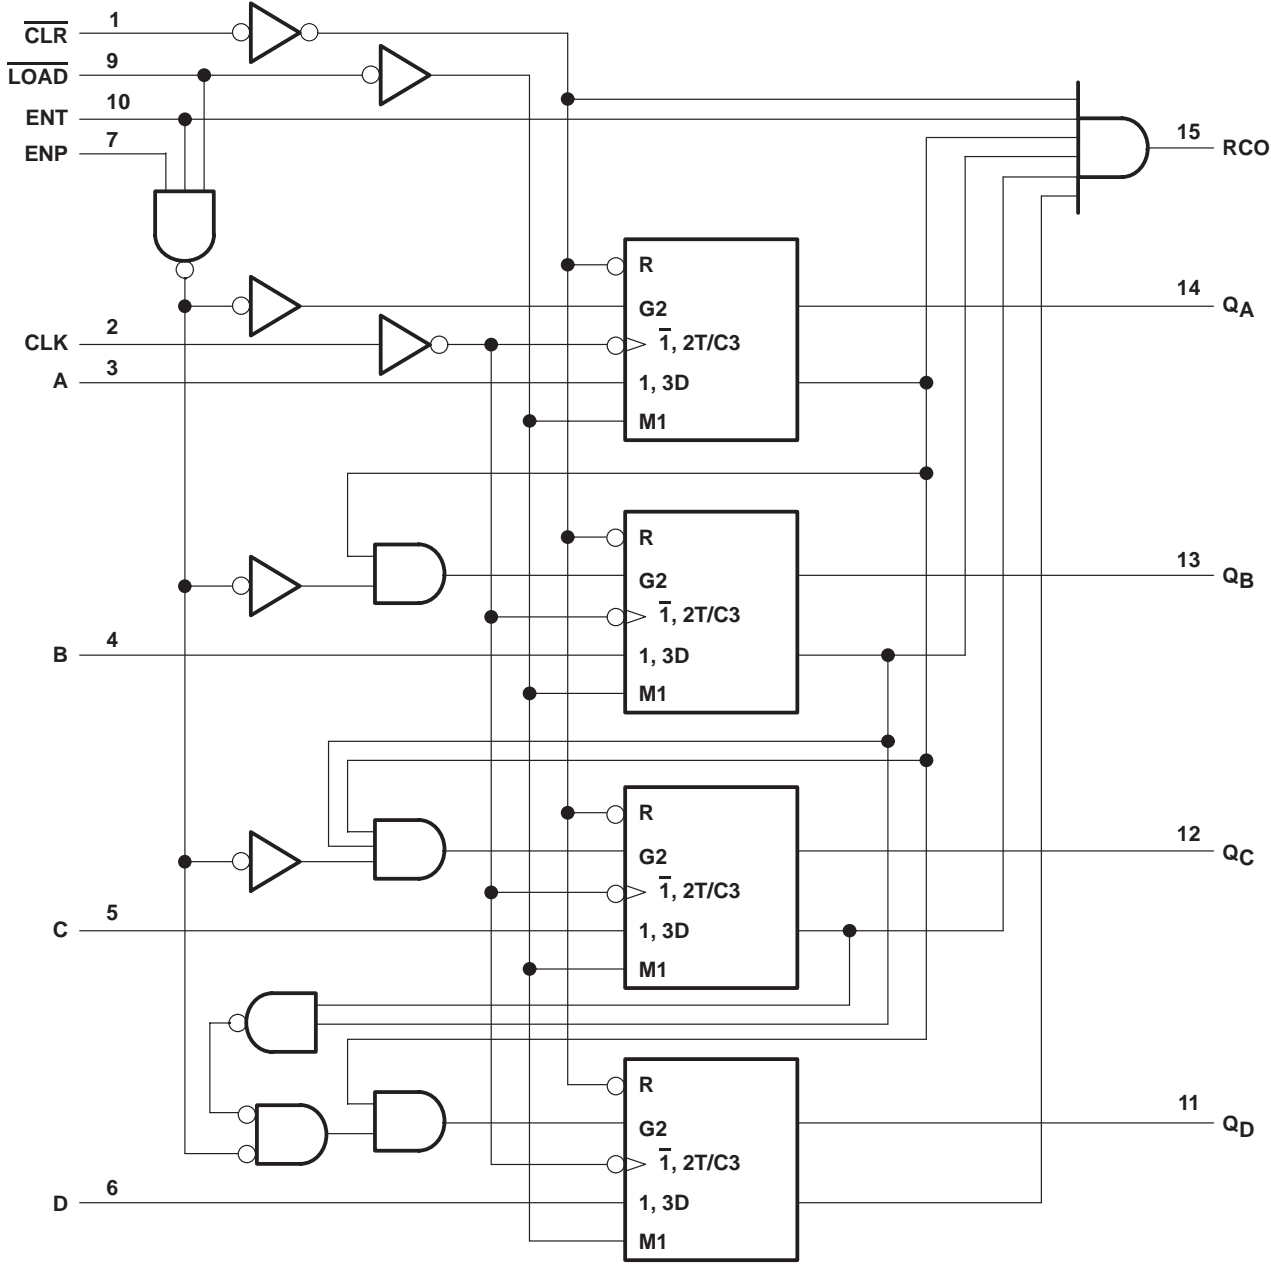 C̅L̅R̅ 1
L̅O̅A̅D̅ 9
ENT 10
ENP 7
15 RCO
R
G2
1̅, 2T/C3
1, 3D
M1
14 QA
CLK 2
A 3
R
G2
1̅, 2T/C3
1, 3D
M1
13 QB
B 4
R
G2
1̅, 2T/C3
1, 3D
M1
12 QC
C 5
R
G2
1̅, 2T/C3
1, 3D
M1
11 QD
D 6